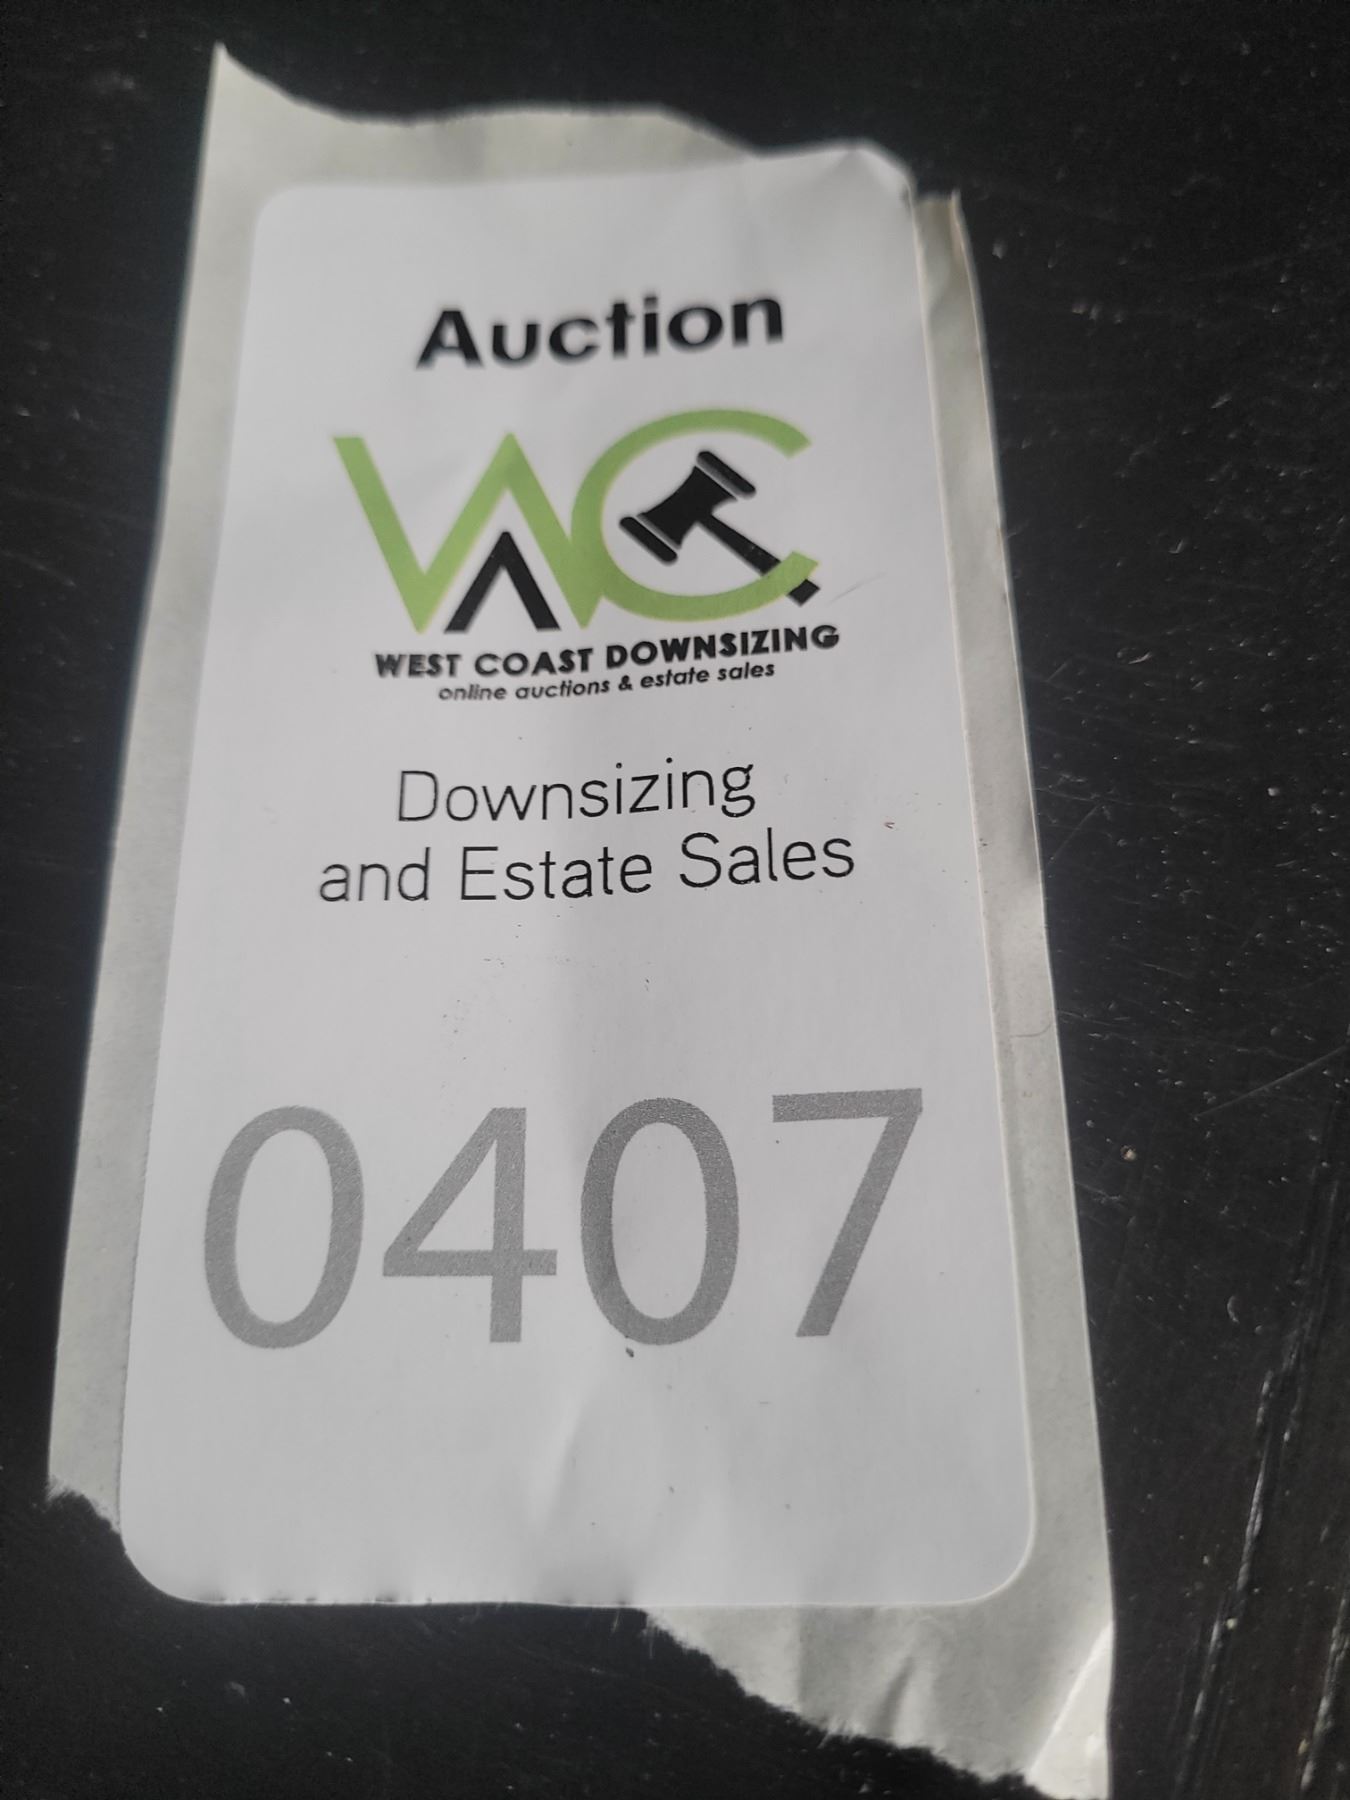 Auction
WC
WEST COAST DOWNSIZING
online auctions & estate sales
Downsizing
and Estate Sales
0407